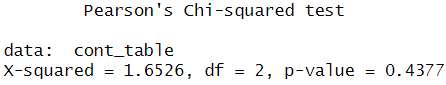 Pearson's Chi-squared test
data:  cont_table
X-squared = 1.6526, df = 2, p-value = 0.4377